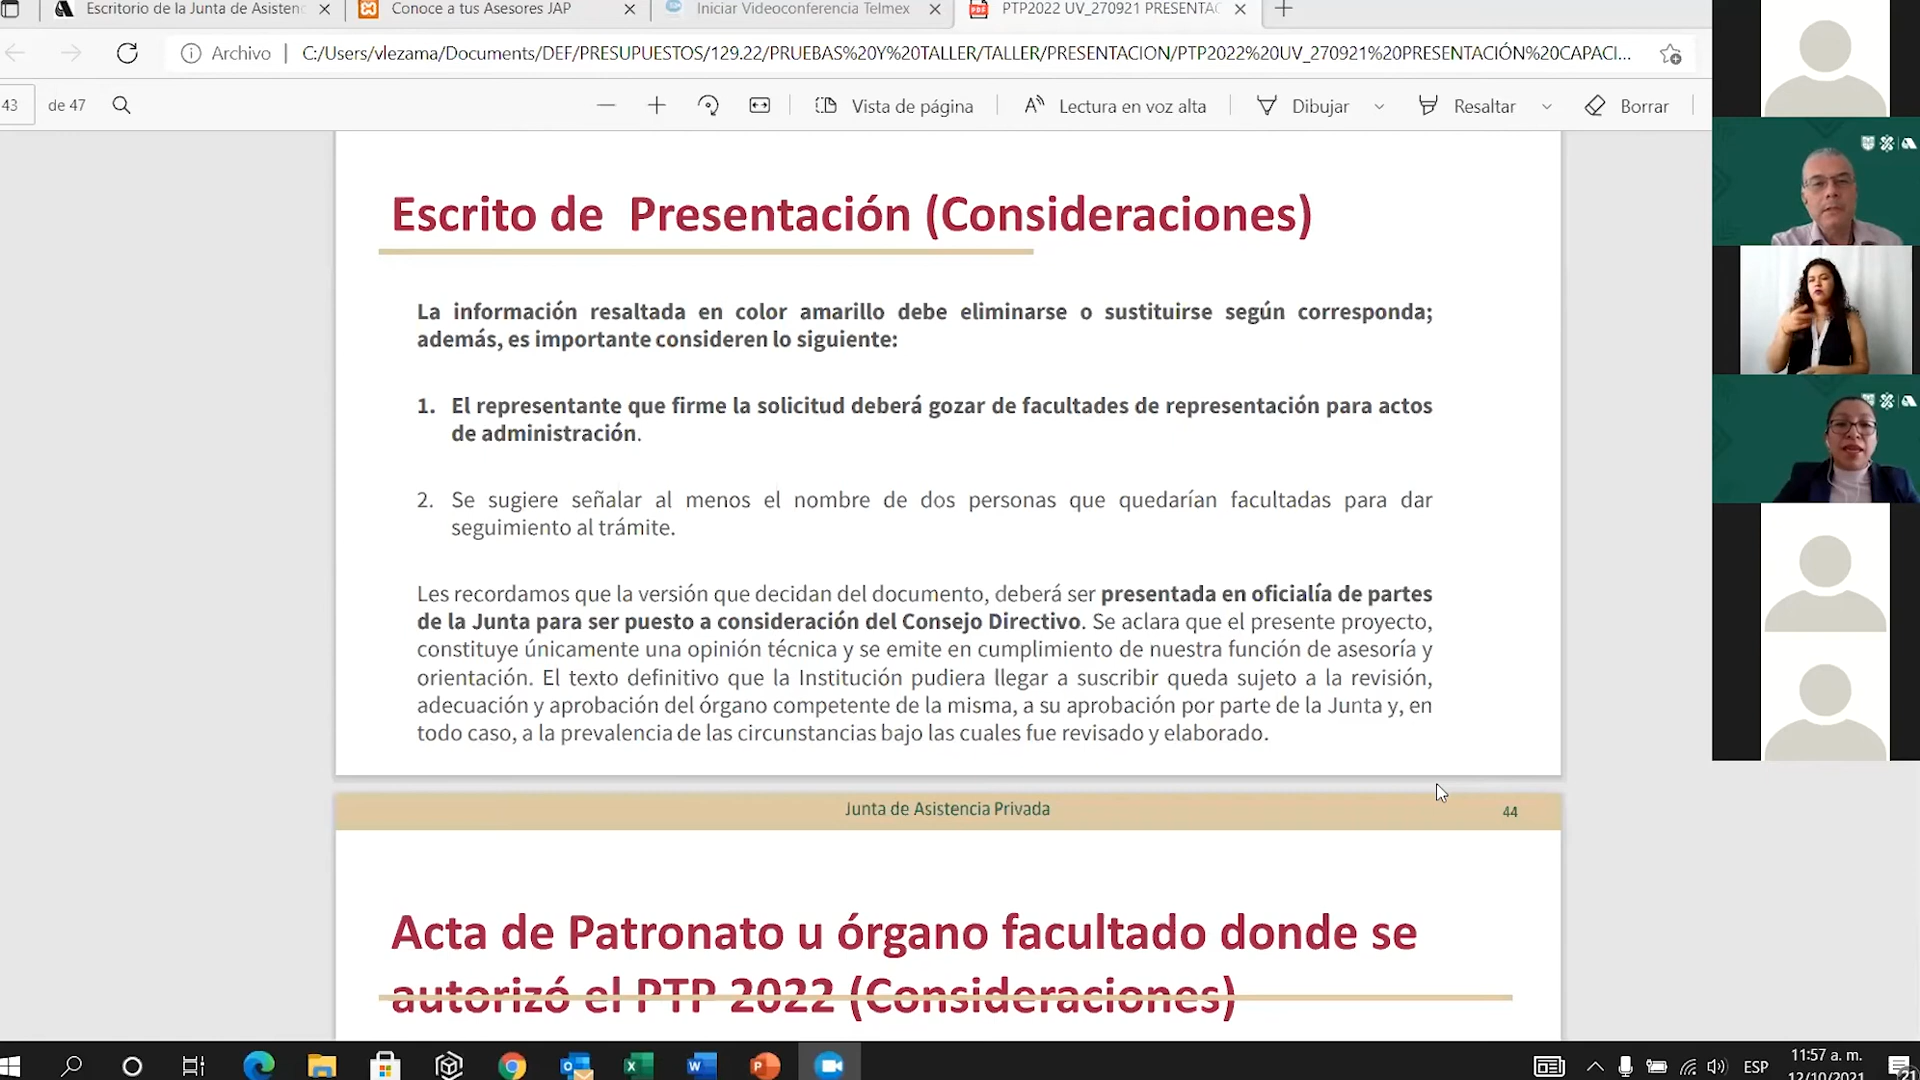 Escritorio de la Junta de Asistenc
Conoce a tus Asesores JAP
Iniciar Videoconferencia Telmex
PTP2022 UV_270921 PRESENTAC
Archivo
C:/Users/vlezama/Documents/DEF/PRESUPUESTOS/129.22/PRUEBAS%20Y%20TALLER/TALLER/PRESENTACION/PTP2022%20UV_270921%20PRESENTACIÓN%20CAPACI...
43 de 47
Vista de página
Lectura en voz alta
Dibujar
Resaltar
Borrar
Escrito de Presentación (Consideraciones)
La información resaltada en color amarillo debe eliminarse o sustituirse según corresponda;
además, es importante consideren lo siguiente:
1. El representante que firme la solicitud deberá gozar de facultades de representación para actos
de administración.
2. Se sugiere señalar al menos el nombre de dos personas que quedarían facultadas para dar
seguimiento al trámite.
Les recordamos que la versión que decidan del documento, deberá ser presentada en oficialía de partes
de la Junta para ser puesto a consideración del Consejo Directivo. Se aclara que el presente proyecto,
constituye únicamente una opinión técnica y se emite en cumplimiento de nuestra función de asesoría y
orientación. El texto definitivo que la Institución pudiera llegar a suscribir queda sujeto a la revisión,
adecuación y aprobación del órgano competente de la misma, a su aprobación por parte de la Junta y, en
todo caso, a la prevalencia de las circunstancias bajo las cuales fue revisado y elaborado.
Junta de Asistencia Privada
44
Acta de Patronato u órgano facultado donde se
autorizó el PTP 2022 (Consideraciones)
ESP
11:57 a. m.
12/10/2021
21